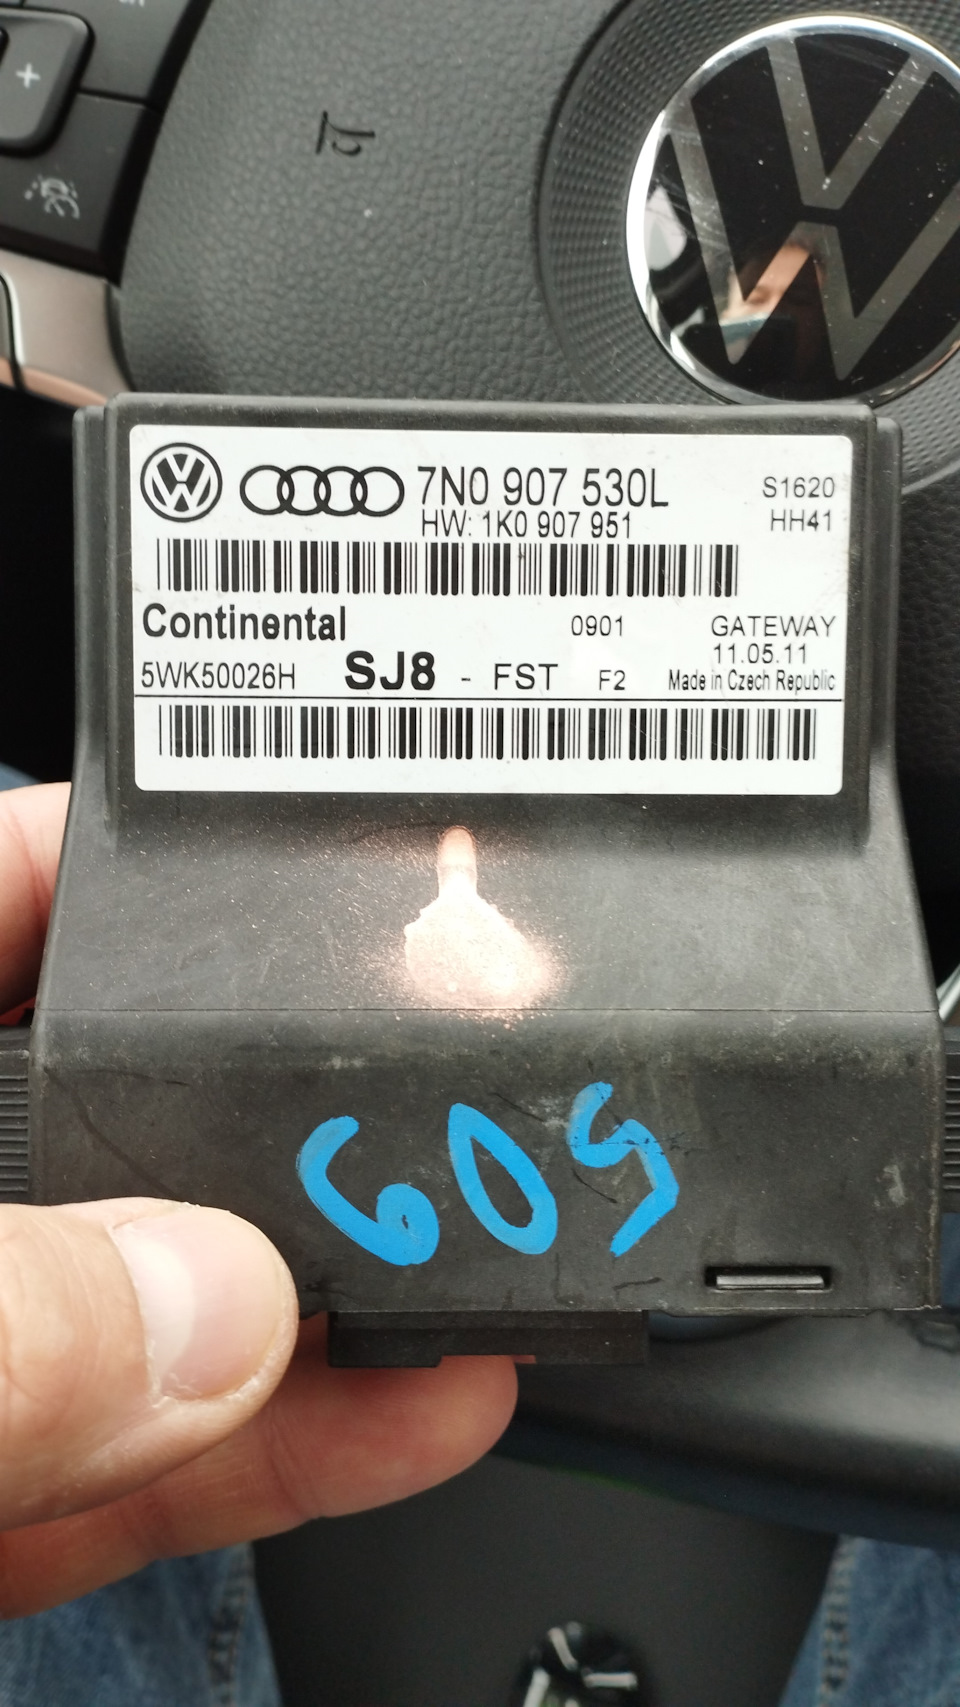 7N0 907 530L
HW: 1K0 907 951
S1620
HH41
Continental
0901
GATEWAY
11.05.11
5WK50026H SJ8 - FST F2 Made in Czech Republic
605